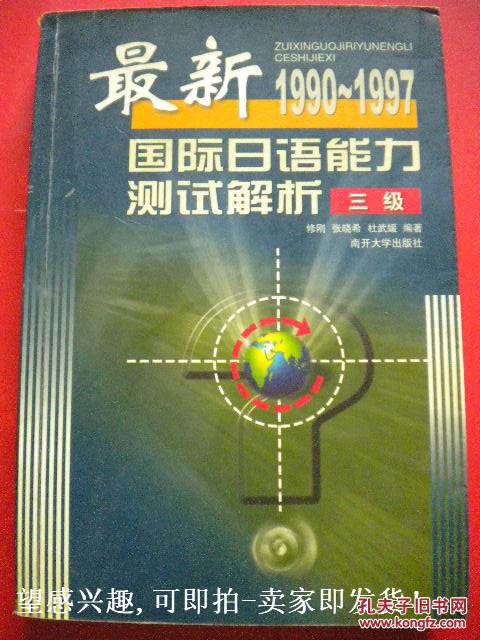 ZUIXINGUOJIRIYUNENGLI
CESHIJIEXI
最新 1990~1997
国际日语能力
测试解析 三级
修刚 张晓希 杜武媛 编著
南开大学出版社
望感兴趣,可即拍-卖家即发货!
孔夫子旧书网
www.kongfz.com